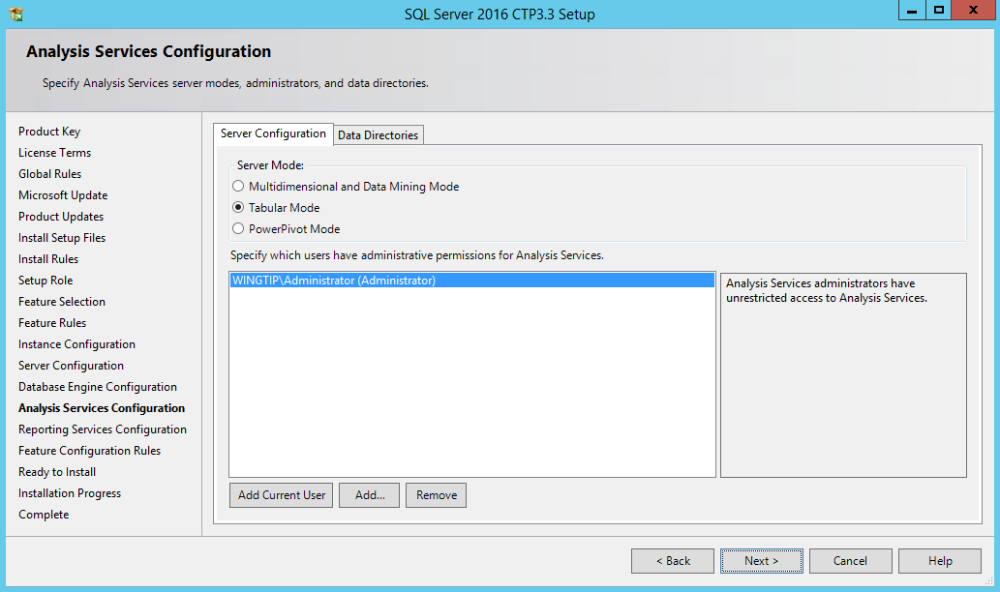 SQL Server 2016 CTP3.3 Setup
Analysis Services Configuration
Specify Analysis Services server modes, administrators, and data directories.
Product Key
License Terms
Global Rules
Microsoft Update
Product Updates
Install Setup Files
Install Rules
Setup Role
Feature Selection
Feature Rules
Instance Configuration
Server Configuration
Database Engine Configuration
Analysis Services Configuration
Reporting Services Configuration
Feature Configuration Rules
Ready to Install
Installation Progress
Complete
Server Configuration
Data Directories
Server Mode:
Multidimensional and Data Mining Mode
Tabular Mode
PowerPivot Mode
Specify which users have administrative permissions for Analysis Services.
WINGTIP\Administrator (Administrator)
Analysis Services administrators have
unrestricted access to Analysis Services.
Add Current User
Add...
Remove
< Back
Next >
Cancel
Help